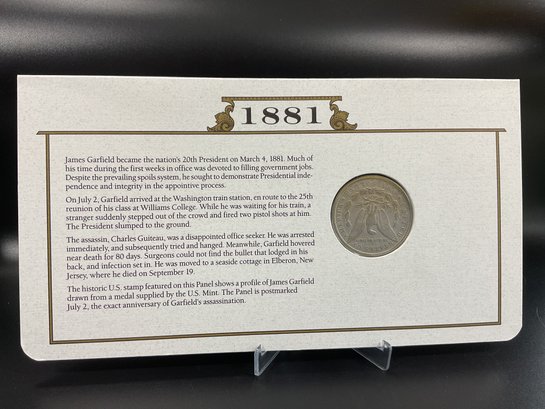 1881
James Garfield became the nation's 20th President on March 4, 1881. Much of
his time during the first weeks in office was devoted to filling government jobs.
Despite the prevailing spoils system, he sought to demonstrate Presidential inde-
pendence and integrity in the appointive process.
On July 2, Garfield arrived at the Washington train station, en route to the 25th
reunion of his class at Williams College. While he was waiting for his train, a
stranger suddenly stepped out of the crowd and fired two pistol shots at him.
The President slumped to the ground.
The assassin, Charles Guiteau, was a disappointed office seeker. He was arrested
immediately, and subsequently tried and hanged. Meanwhile, Garfield hovered
near death for 80 days. Surgeons could not find the bullet that lodged in his
back, and infection set in. He was moved to a seaside cottage in Elberon, New
Jersey, where he died on September 19.
The historic U.S. stamp featured on this Panel shows a profile of James Garfield
drawn from a medal supplied by the U.S. Mint. The Panel is postmarked
July 2, the exact anniversary of Garfield's assassination.